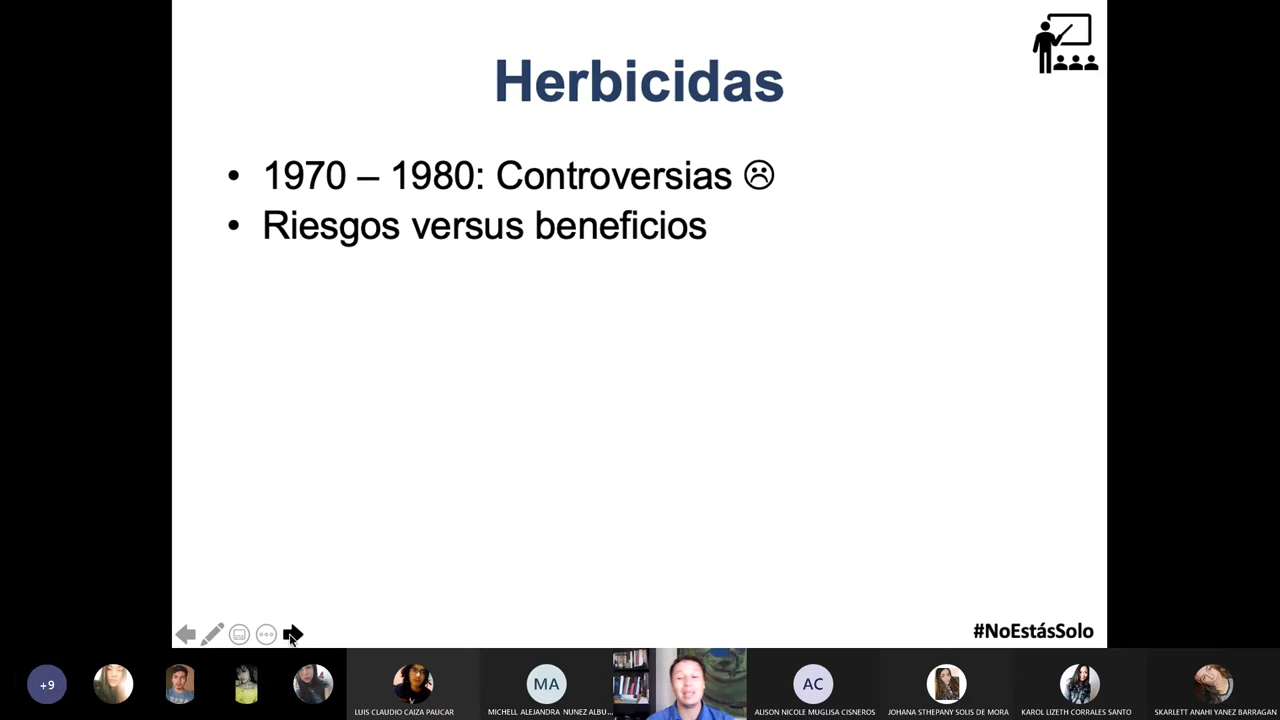 Herbicidas
• 1970 – 1980: Controversias ☹
• Riesgos versus beneficios
#NoEstásSolo
+9
LUIS CLAUDIO CAIZA PAUCAR
MA
MICHELL ALEJANDRA NUNEZ ALBU...
AC
ALISON NICOLE MUGLISA CISNEROS
JOHANA STHEPANY SOLIS DE MORA
KAROL LIZETH CORRALES SANTO
SKARLETT ANAHI YANEZ BARRAGAN